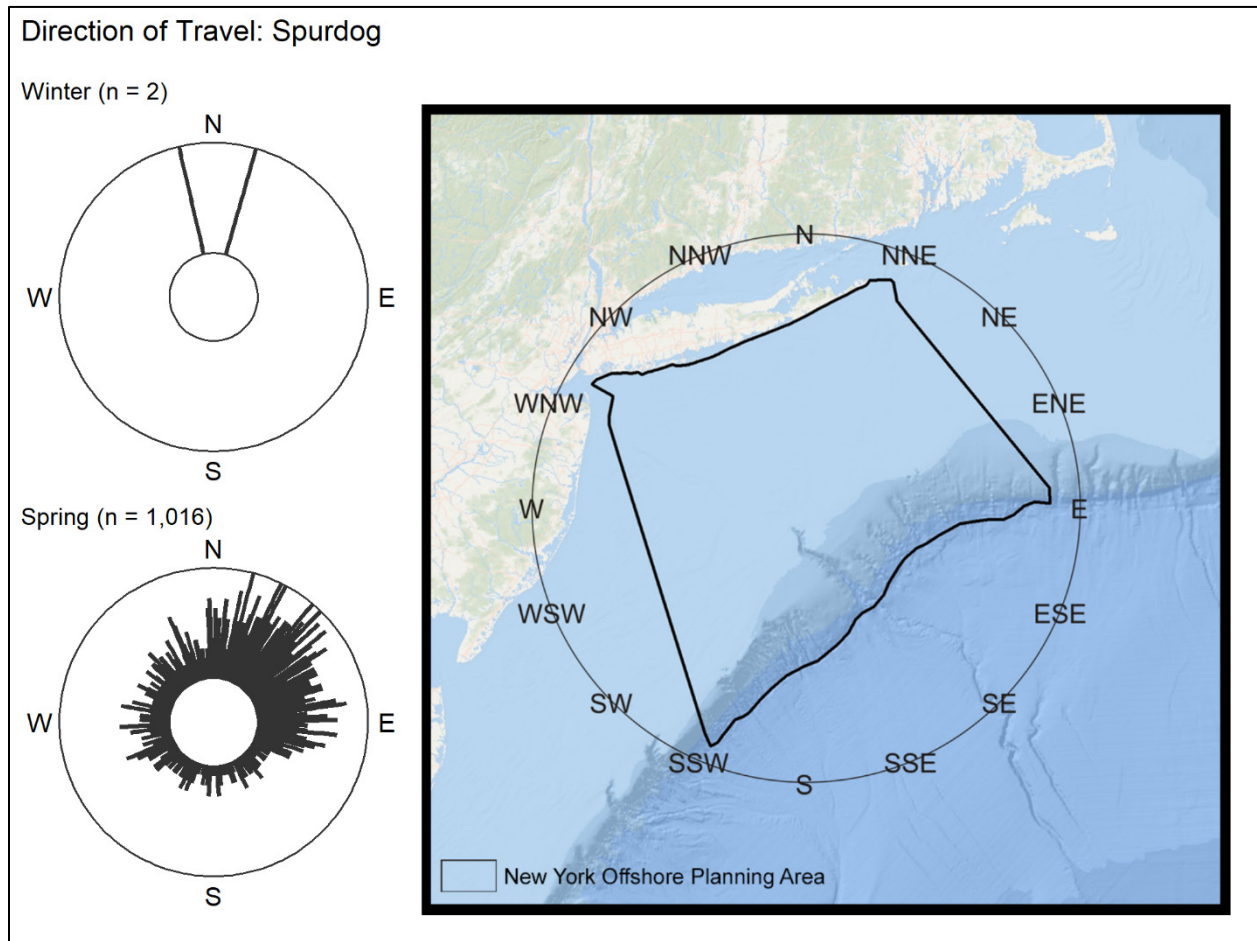 Direction of Travel: Spurdog
Winter (n = 2)
N
W
E
S
Spring (n = 1,016)
N
W
E
S
N
NNW
NNE
NW
NE
WNW
ENE
W
E
WSW
ESE
SW
SE
SSW
SSE
S
New York Offshore Planning Area